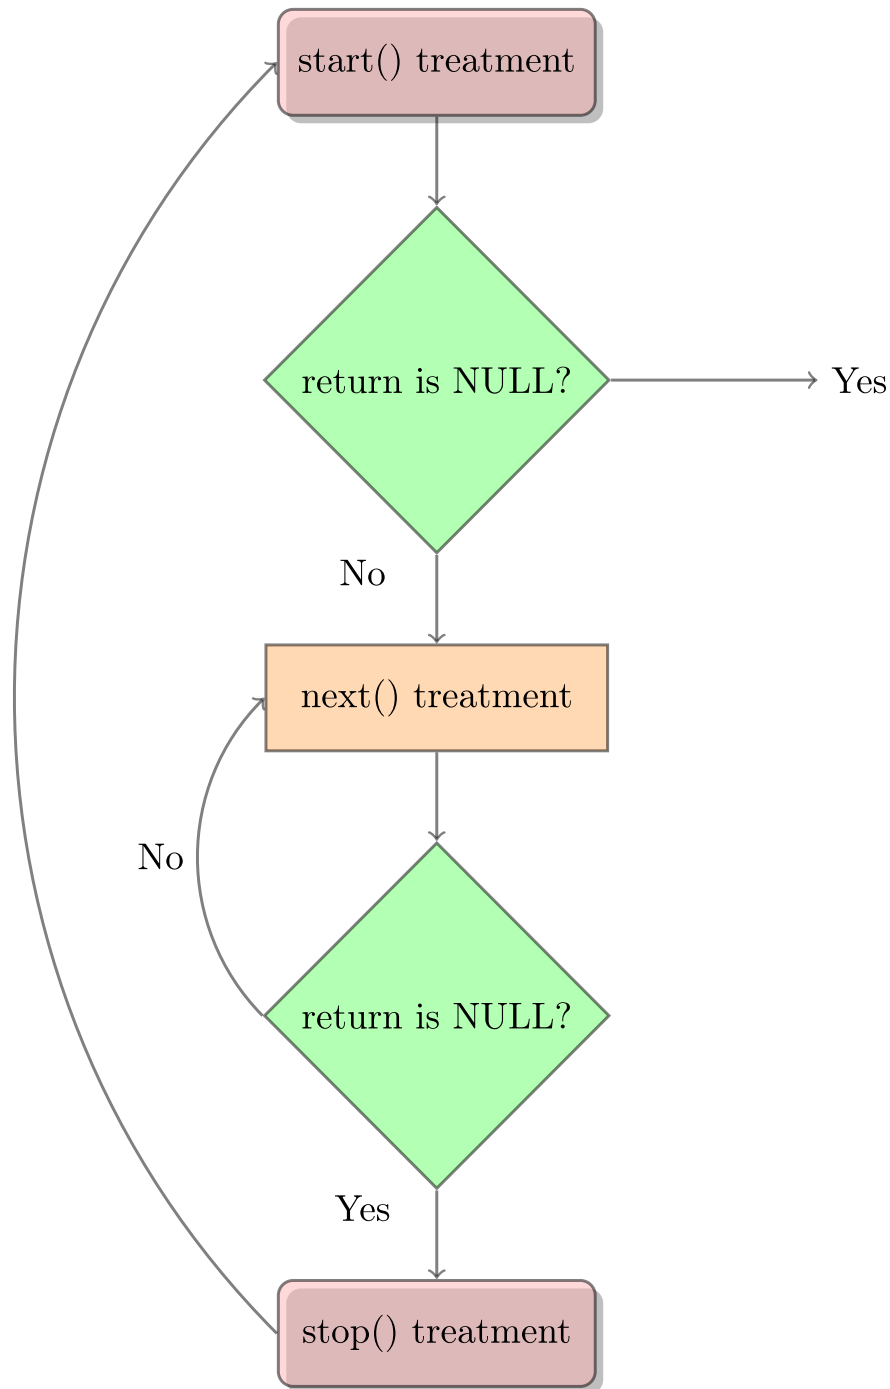 start() treatment
return is NULL?
Yes
No
next() treatment
No
return is NULL?
Yes
stop() treatment